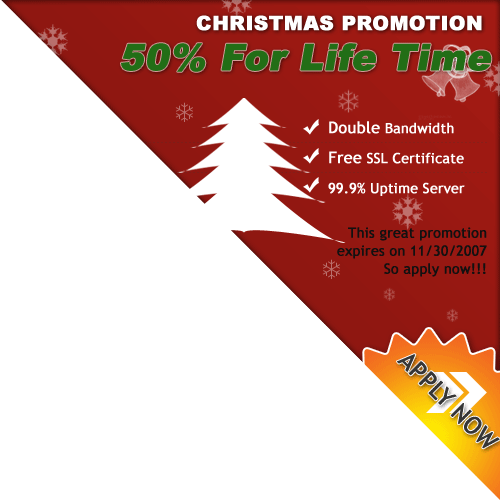 CHRISTMAS PROMOTION
50% For Life Time
Double Bandwidth
Free SSL Certificate
99.9% Uptime Server
This great promotion
expires on 11/30/2007
So apply now!!!
APPLY NOW